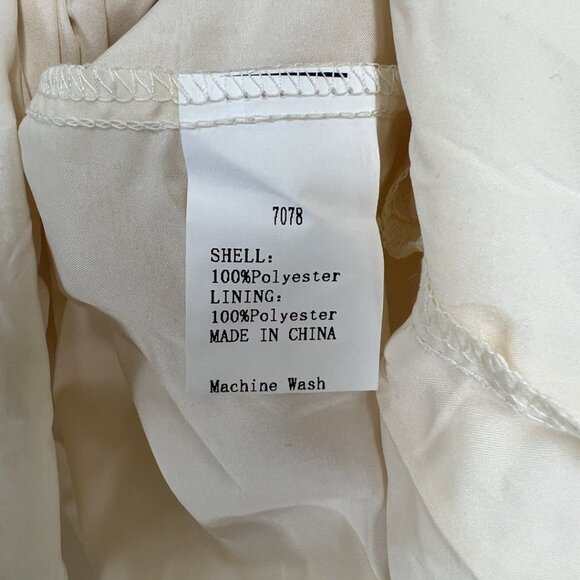 7078
SHELL:
100%Polyester
LINING:
100%Polyester
MADE IN CHINA
Machine Wash